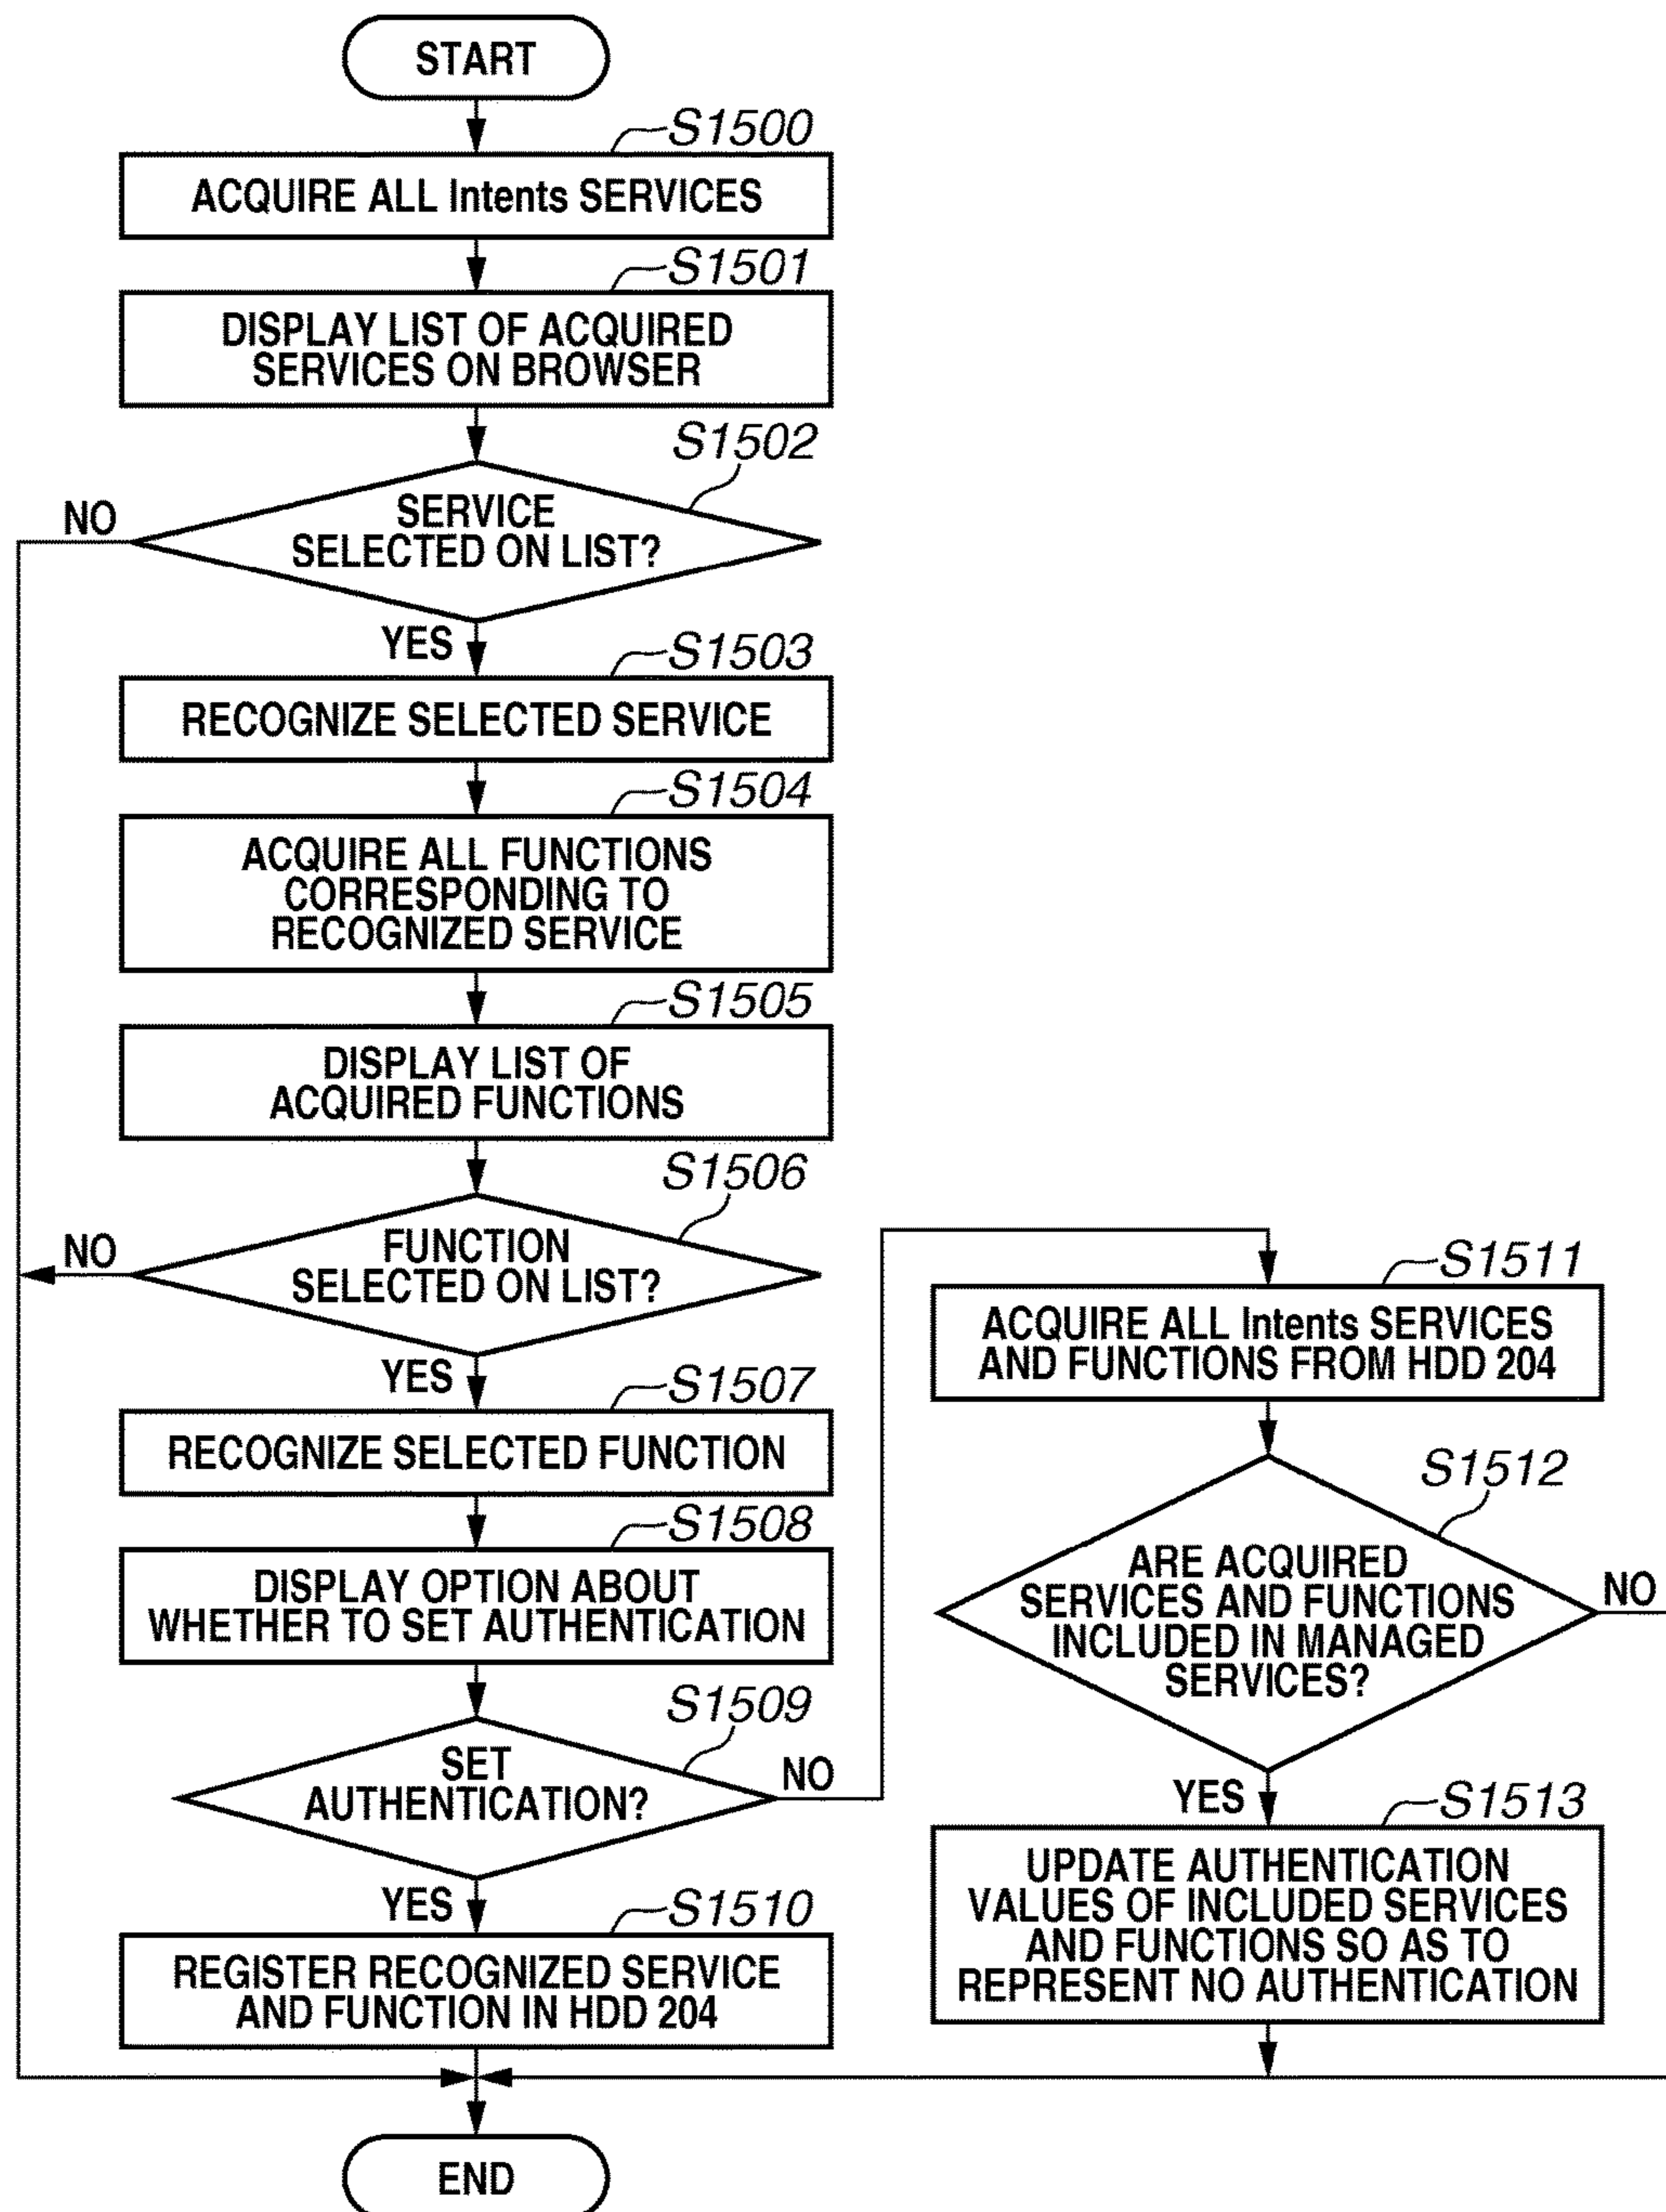 START
S1500
ACQUIRE ALL Intents SERVICES
S1501
DISPLAY LIST OF ACQUIRED
SERVICES ON BROWSER
S1502
NO
SERVICE
SELECTED ON LIST?
YES
S1503
RECOGNIZE SELECTED SERVICE
S1504
ACQUIRE ALL FUNCTIONS
CORRESPONDING TO
RECOGNIZED SERVICE
S1505
DISPLAY LIST OF
ACQUIRED FUNCTIONS
S1506
NO
FUNCTION
SELECTED ON LIST?
YES
S1507
RECOGNIZE SELECTED FUNCTION
S1508
DISPLAY OPTION ABOUT
WHETHER TO SET AUTHENTICATION
S1509
SET
AUTHENTICATION?
NO
YES
S1510
REGISTER RECOGNIZED SERVICE
AND FUNCTION IN HDD 204
S1511
ACQUIRE ALL Intents SERVICES
AND FUNCTIONS FROM HDD 204
S1512
ARE ACQUIRED
SERVICES AND FUNCTIONS
INCLUDED IN MANAGED
SERVICES?
NO
YES
S1513
UPDATE AUTHENTICATION
VALUES OF INCLUDED SERVICES
AND FUNCTIONS SO AS TO
REPRESENT NO AUTHENTICATION
END